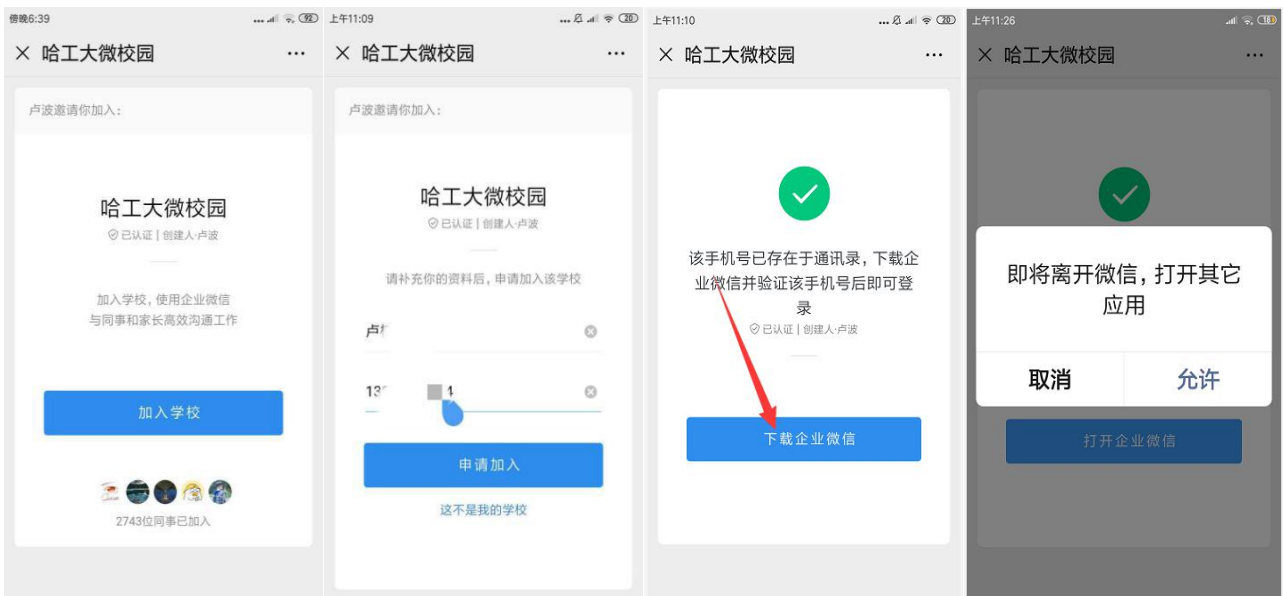 傍晚6:39
... 92
哈工大微校园
...
卢波邀请你加入:
哈工大微校园
已认证 | 创建人·卢波
加入学校,使用企业微信
与同事和家长高效沟通工作
加入学校
2743位同事已加入
上午11:09
... 20
哈工大微校园
...
卢波邀请你加入:
哈工大微校园
已认证 | 创建人·卢波
请补充你的资料后,申请加入该学校
卢
13
4
申请加入
这不是我的学校
上午11:10
... 20
哈工大微校园
...
该手机号已存在于通讯录,下载企
业微信并验证该手机号后即可登
录
已认证 | 创建人·卢波
下载企业微信
上午11:26
哈工大微校园
...
即将离开微信,打开其它
应用
取消
允许
打开企业微信